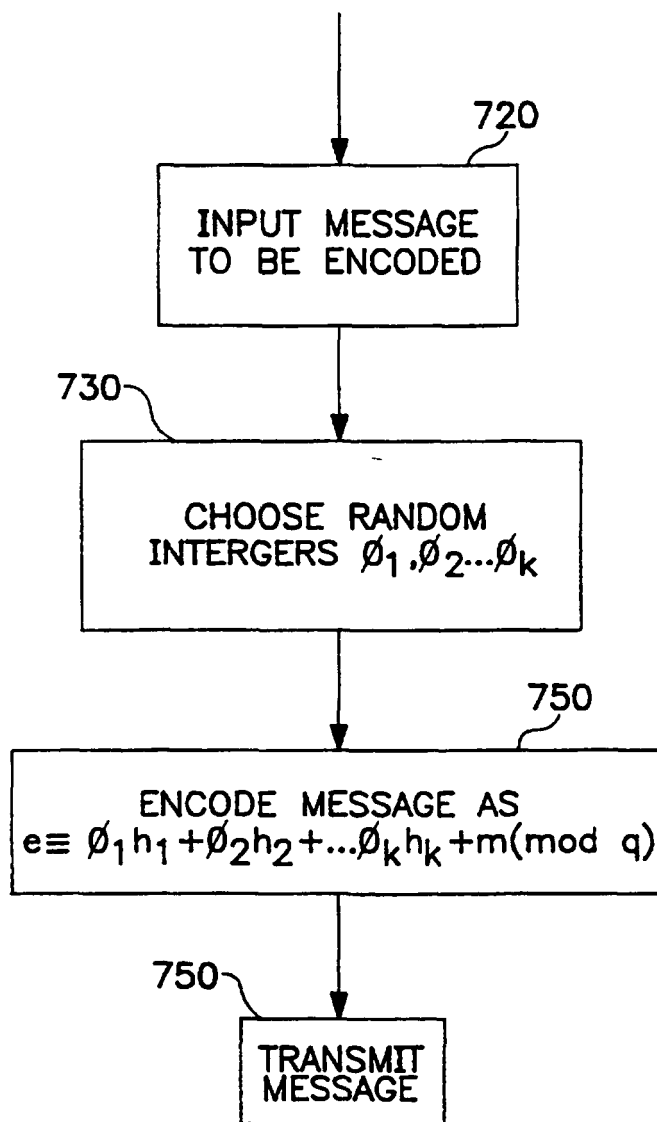 720
INPUT MESSAGE
TO BE ENCODED
730
CHOOSE RANDOM
INTERGERS Ø₁,Ø₂...Øₖ
750
ENCODE MESSAGE AS
e≡ Ø₁h₁+Ø₂h₂+...Øₖhₖ+m(mod q)
750
TRANSMIT
MESSAGE